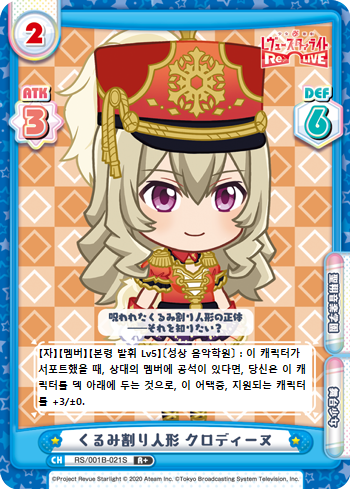 2
少女☆歌劇
レヴュースタァライト
Re LIVE
ATK
3
DEF
6
聖翔音楽学園
舞台少女
呪われたくるみ割り人形の正体
――それを知りたい？
[자][멤버][본령 발휘 Lv5][성상 음악학원] : 이 캐릭터가
서포트했을 때, 상대의 멤버에 공석이 있다면, 당신은 이 캐
릭터를 덱 아래에 두는 것으로, 이 어택중, 지원되는 캐릭터
를 +3/±0.
くるみ割り人形 クロディーヌ
CH RS/001B-021S R+
©Project Revue Starlight © 2020 Ateam Inc. ©Tokyo Broadcasting System Television, Inc.